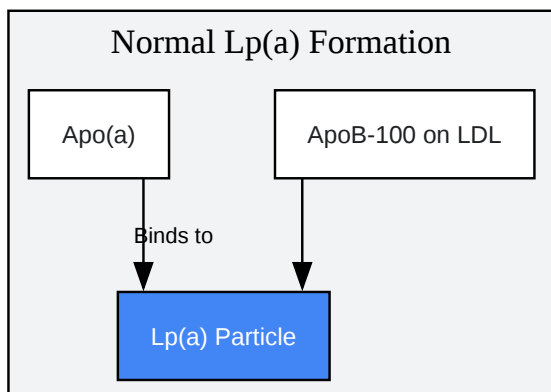 Normal Lp(a) Formation
Apo(a)
ApoB-100 on LDL
Binds to
Lp(a) Particle